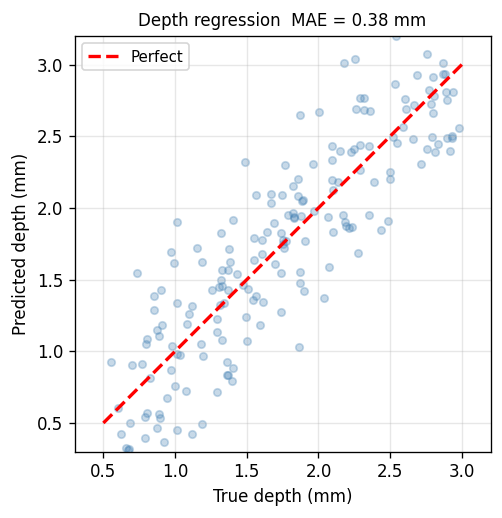 Depth regression  MAE = 0.38 mm
Perfect
Predicted depth (mm)
3.0
2.5
2.0
1.5
1.0
0.5
0.5 1.0 1.5 2.0 2.5 3.0
True depth (mm)